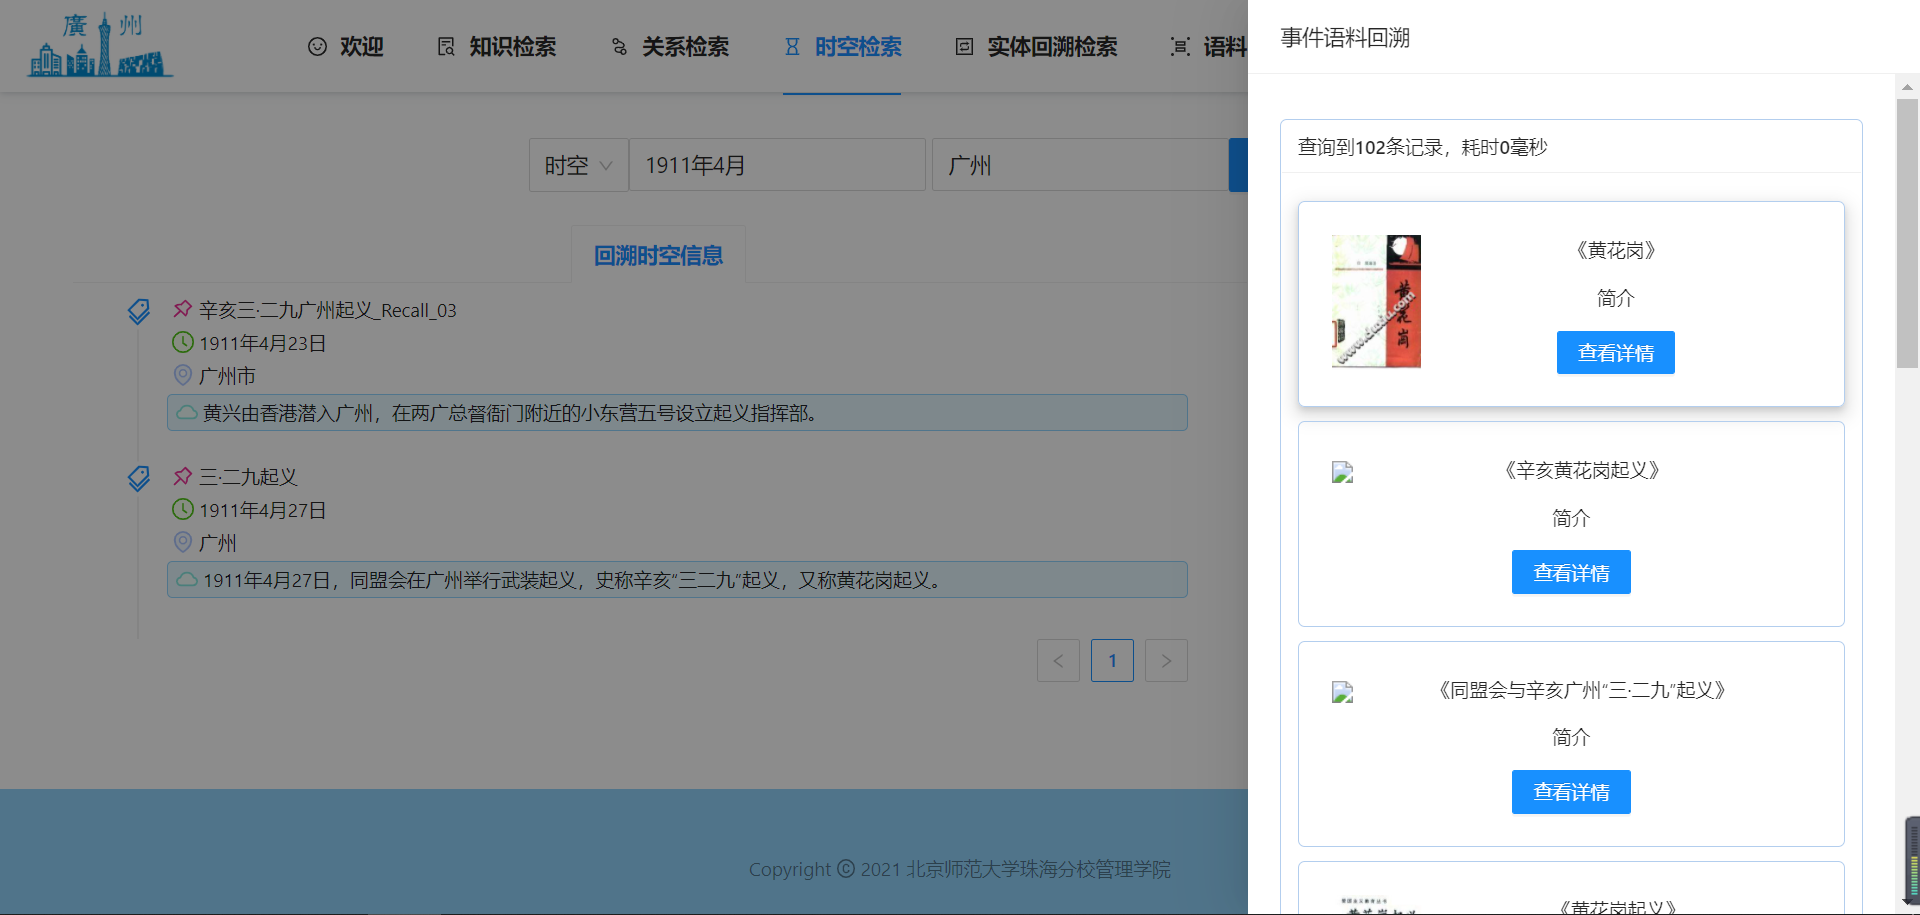 廣州
欢迎
知识检索
关系检索
时空检索
实体回溯检索
语料
时空
1911年4月
广州
回溯时空信息
辛亥三·二九广州起义_Recall_03
1911年4月23日
广州市
黄兴由香港潜入广州，在两广总督衙门附近的小东营五号设立起义指挥部。
三·二九起义
1911年4月27日
广州
1911年4月27日，同盟会在广州举行武装起义，史称辛亥“三二九”起义，又称黄花岗起义。
<
1
>
Copyright © 2021 北京师范大学珠海分校管理学院
事件语料回溯
查询到102条记录，耗时0毫秒
黄花岗
《黄花岗》
简介
查看详情
《辛亥黄花岗起义》
简介
查看详情
《同盟会与辛亥广州“三·二九”起义》
简介
查看详情
《黄花岗起义》